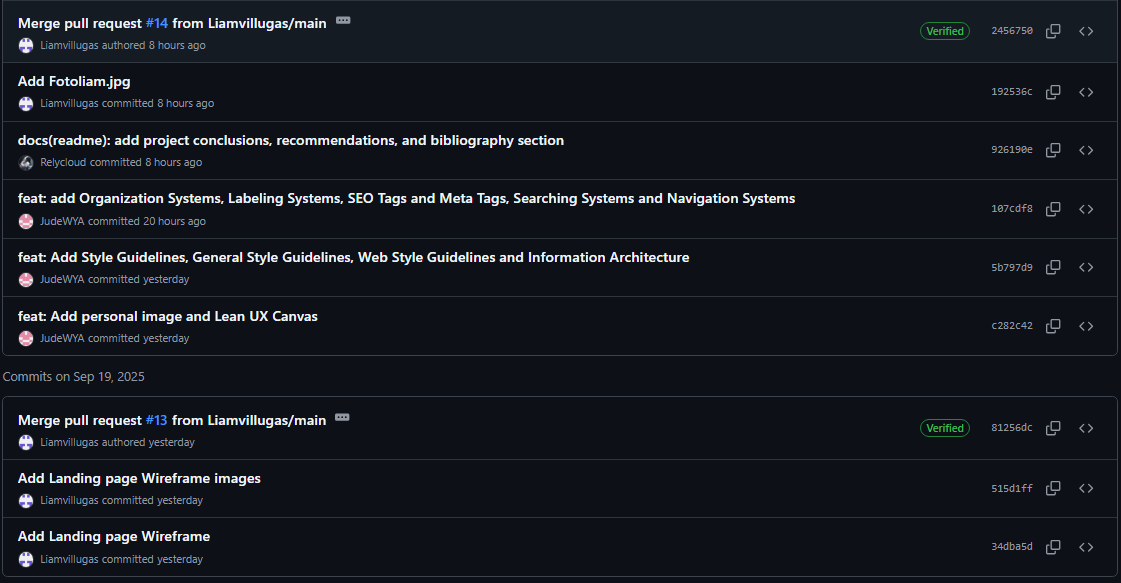 Merge pull request #14 from Liamvillugas/main
Liamvillugas authored 8 hours ago
Verified
2456750
Add Fotoliam.jpg
Liamvillugas committed 8 hours ago
192536c
docs(readme): add project conclusions, recommendations, and bibliography section
Relycloud committed 8 hours ago
926190e
feat: add Organization Systems, Labeling Systems, SEO Tags and Meta Tags, Searching Systems and Navigation Systems
JudeWYA committed 20 hours ago
107cdf8
feat: Add Style Guidelines, General Style Guidelines, Web Style Guidelines and Information Architecture
JudeWYA committed yesterday
5b797d9
feat: Add personal image and Lean UX Canvas
JudeWYA committed yesterday
c282c42
Commits on Sep 19, 2025
Merge pull request #13 from Liamvillugas/main
Liamvillugas authored yesterday
Verified
81256dc
Add Landing page Wireframe images
Liamvillugas committed yesterday
515d1ff
Add Landing page Wireframe
Liamvillugas committed yesterday
34dba5d